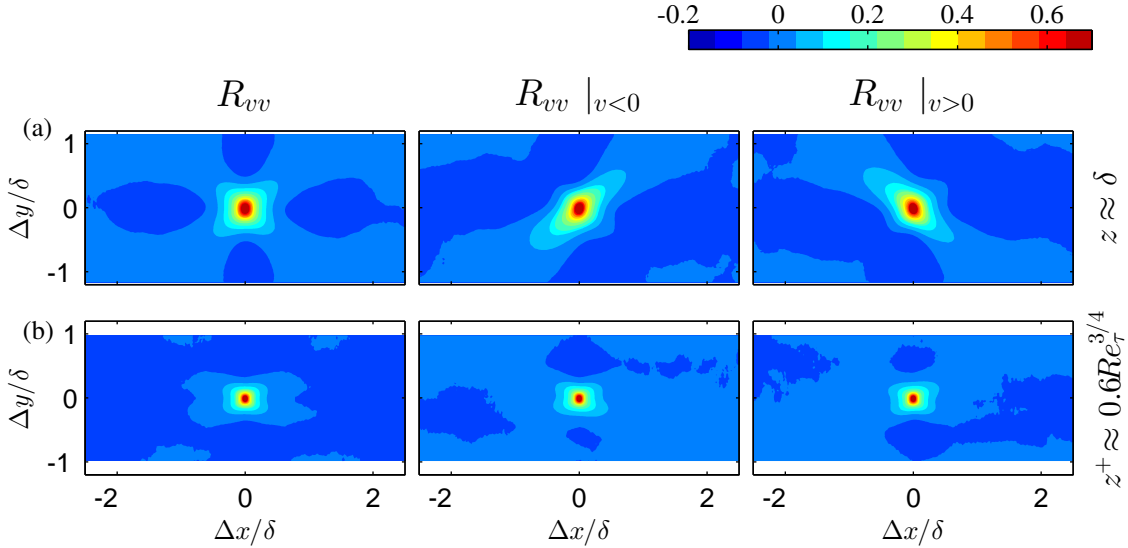 -0.2 0 0.2 0.4 0.6
R_{vv} R_{vv} |_{v<0} R_{vv} |_{v>0}
(a)
1
0
-1
Δy/δ
z ≈ δ
(b)
1
0
-1
Δy/δ
z^+ ≈ 0.6Re_τ^{3/4}
-2 0 2 -2 0 2 -2 0 2
Δx/δ Δx/δ Δx/δ